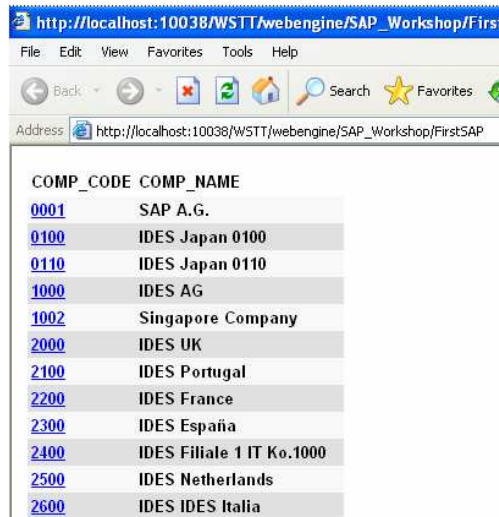 http://localhost:10038/WSTT/webengine/SAP_Workshop/Firs
File Edit View Favorites Tools Help
Back Search Favorites
Address http://localhost:10038/WSTT/webengine/SAP_Workshop/FirstSAP
COMP_CODE COMP_NAME
0001 SAP A.G.
0100 IDES Japan 0100
0110 IDES Japan 0110
1000 IDES AG
1002 Singapore Company
2000 IDES UK
2100 IDES Portugal
2200 IDES France
2300 IDES España
2400 IDES Filiale 1 IT Ko.1000
2500 IDES Netherlands
2600 IDES IDES Italia